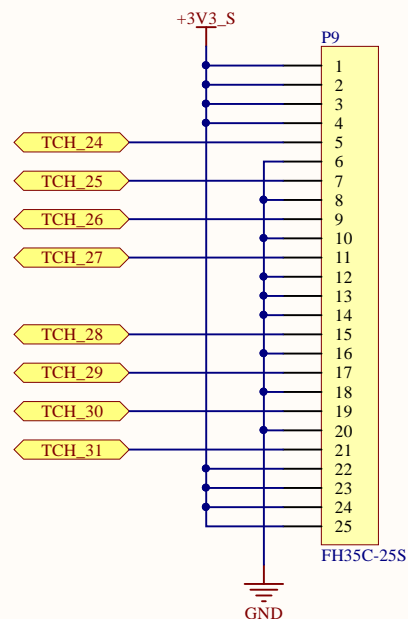 +3V3_S
P9
1
2
3
4
TCH_24 5
6
TCH_25 7
8
TCH_26 9
10
TCH_27 11
12
13
14
TCH_28 15
16
TCH_29 17
18
TCH_30 19
20
TCH_31 21
22
23
24
25
FH35C-25S
GND